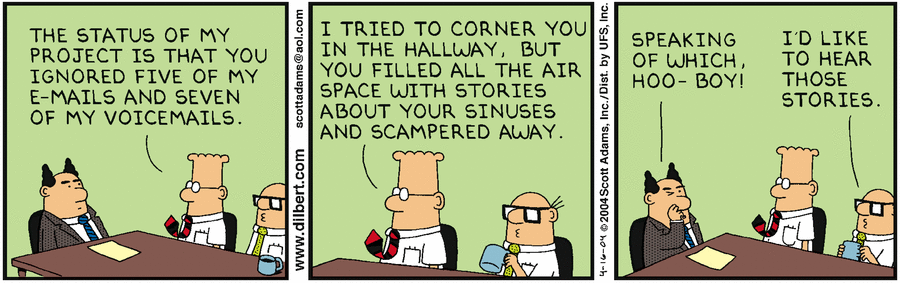 THE STATUS OF MY
PROJECT IS THAT YOU
IGNORED FIVE OF MY
E-MAILS AND SEVEN
OF MY VOICEMAILS.
www.dilbert.com
scottadams@aol.com
I TRIED TO CORNER YOU
IN THE HALLWAY, BUT
YOU FILLED ALL THE AIR
SPACE WITH STORIES
ABOUT YOUR SINUSES
AND SCAMPERED AWAY.
4-16-04 © 2004 Scott Adams, Inc./Dist. by UFS, Inc.
SPEAKING
OF WHICH,
HOO-BOY!
I'D LIKE
TO HEAR
THOSE
STORIES.